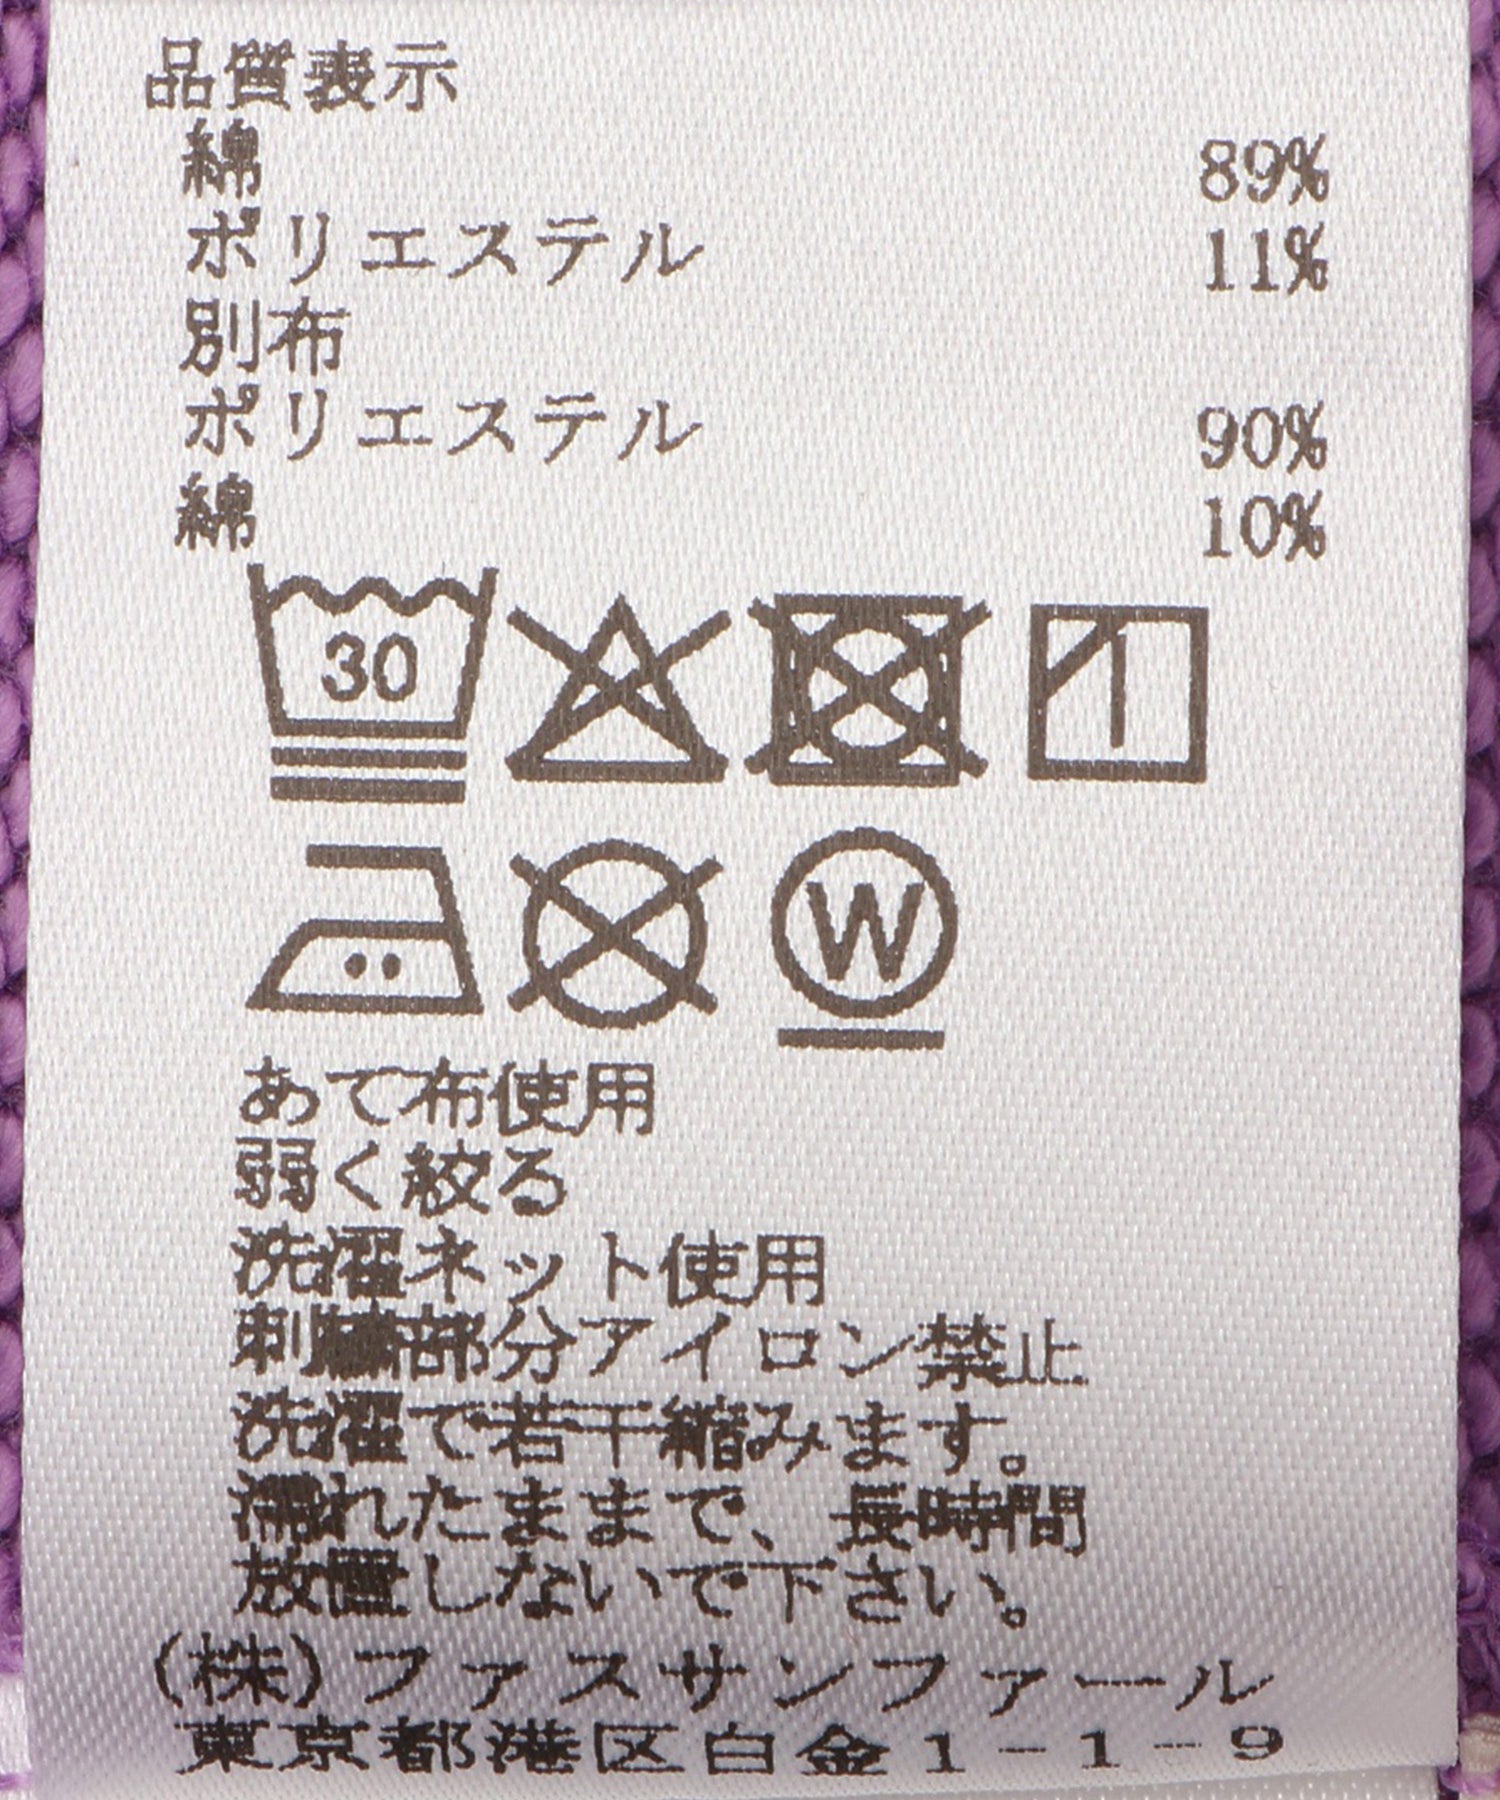 品質表示
綿 89%
ポリエステル 11%
別布
ポリエステル 90%
綿 10%
30
W
あて布使用
弱く絞る
洗濯ネット使用
刺繍部分アイロン禁止
洗濯で若干縮みます。
濡れたままで、長時間
放置しないで下さい。
(株)ファスサンファール
東京都港区白金1-1-9